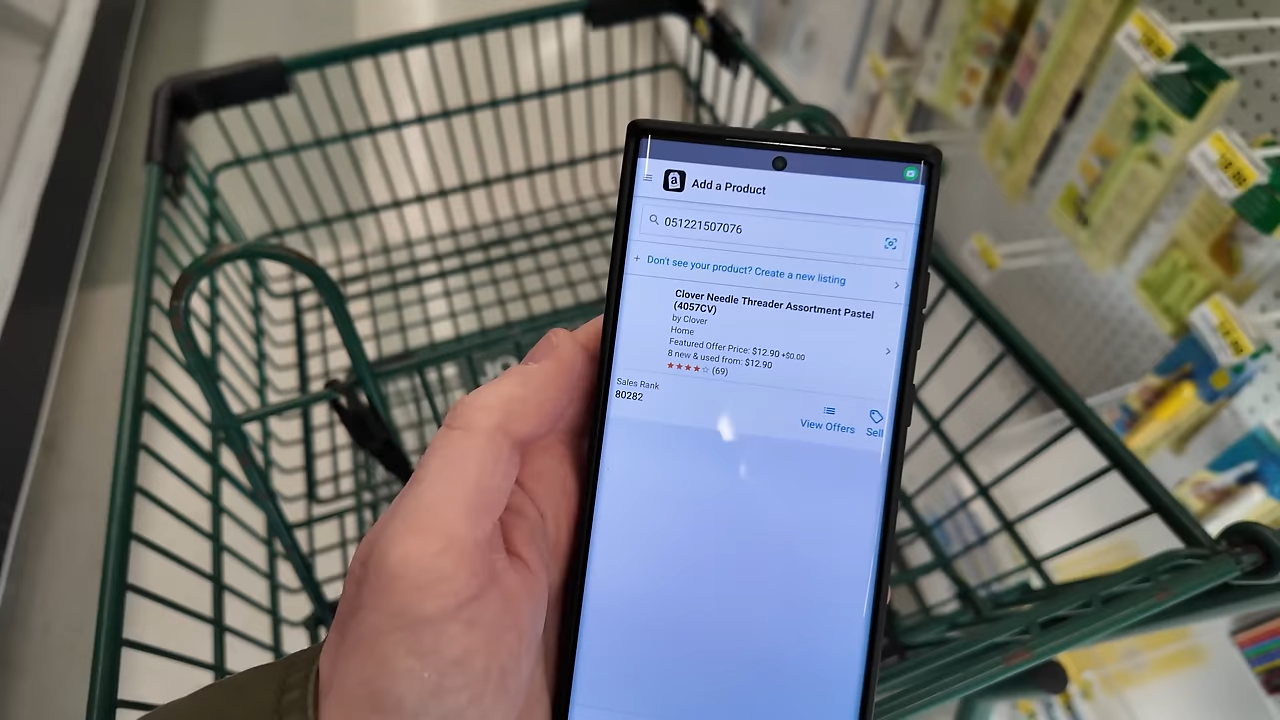 a Add a Product
051221507076
+ Don't see your product? Create a new listing
Clover Needle Threader Assortment Pastel
(4057CV)
by Clover
Home
Featured Offer Price: $12.90 +$0.00
8 new & used from: $12.90
(69)
Sales Rank
80282
View Offers
Sell